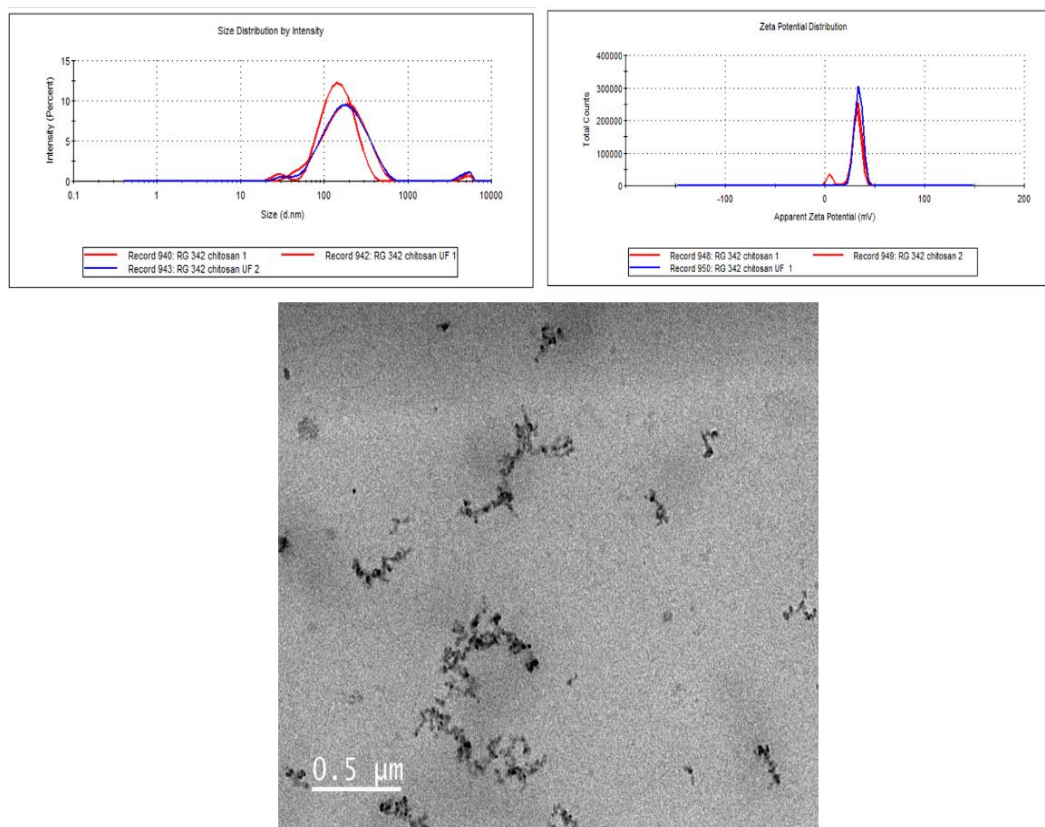 Size Distribution by Intensity
Intensity (Percent)
15
10
5
0
0.1 1 10 100 1000 10000
Size (d.nm)
Record 940: RG 342 chitosan 1 Record 942: RG 342 chitosan UF 1
Record 943: RG 342 chitosan UF 2
Zeta Potential Distribution
Total Counts
400000
300000
200000
100000
0
-100 0 100 200
Apparent Zeta Potential (mV)
Record 948: RG 342 chitosan 1 Record 949: RG 342 chitosan 2
Record 950: RG 342 chitosan UF 1
0.5 µm